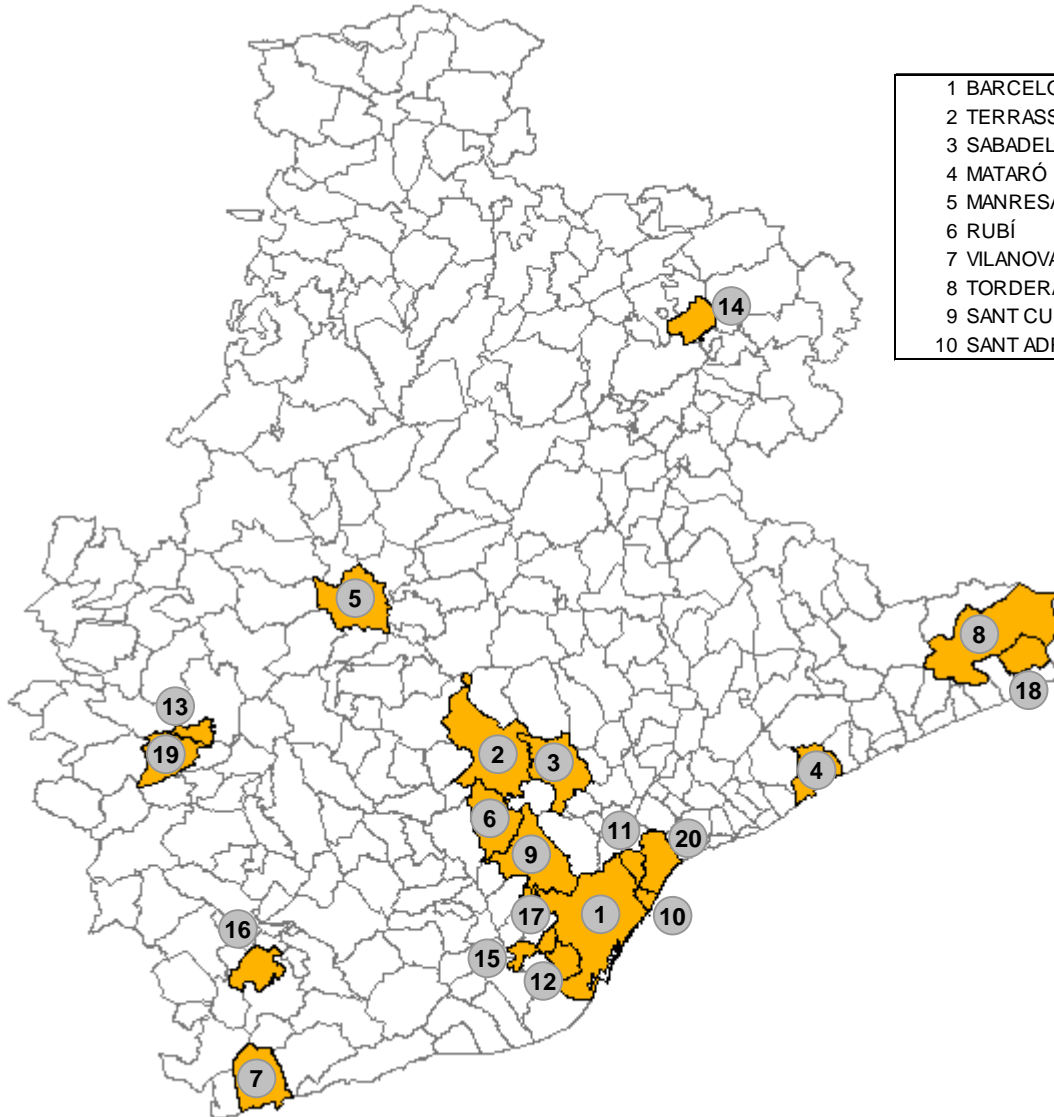 1 BARCELO
2 TERRASS
3 SABADEL
4 MATARÓ
5 MANRESA
6 RUBÍ
7 VILANOVA
8 TORDERA
9 SANT CU
10 SANT ADE
14
5
8
18
13
19
2
3
4
6
11
20
9
17
1
10
16
15
12
7